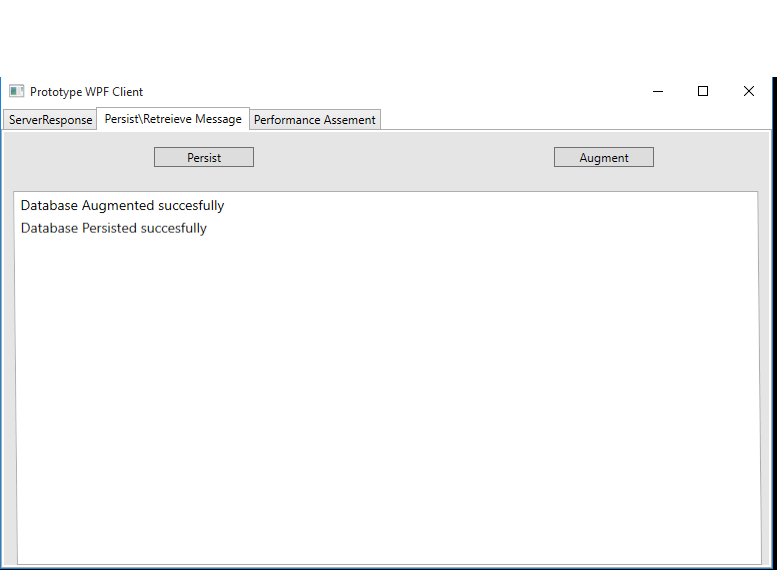 Prototype WPF Client
ServerResponse Persist\Retreieve Message Performance Assement
Persist Augment
Database Augmented succesfully
Database Persisted succesfully